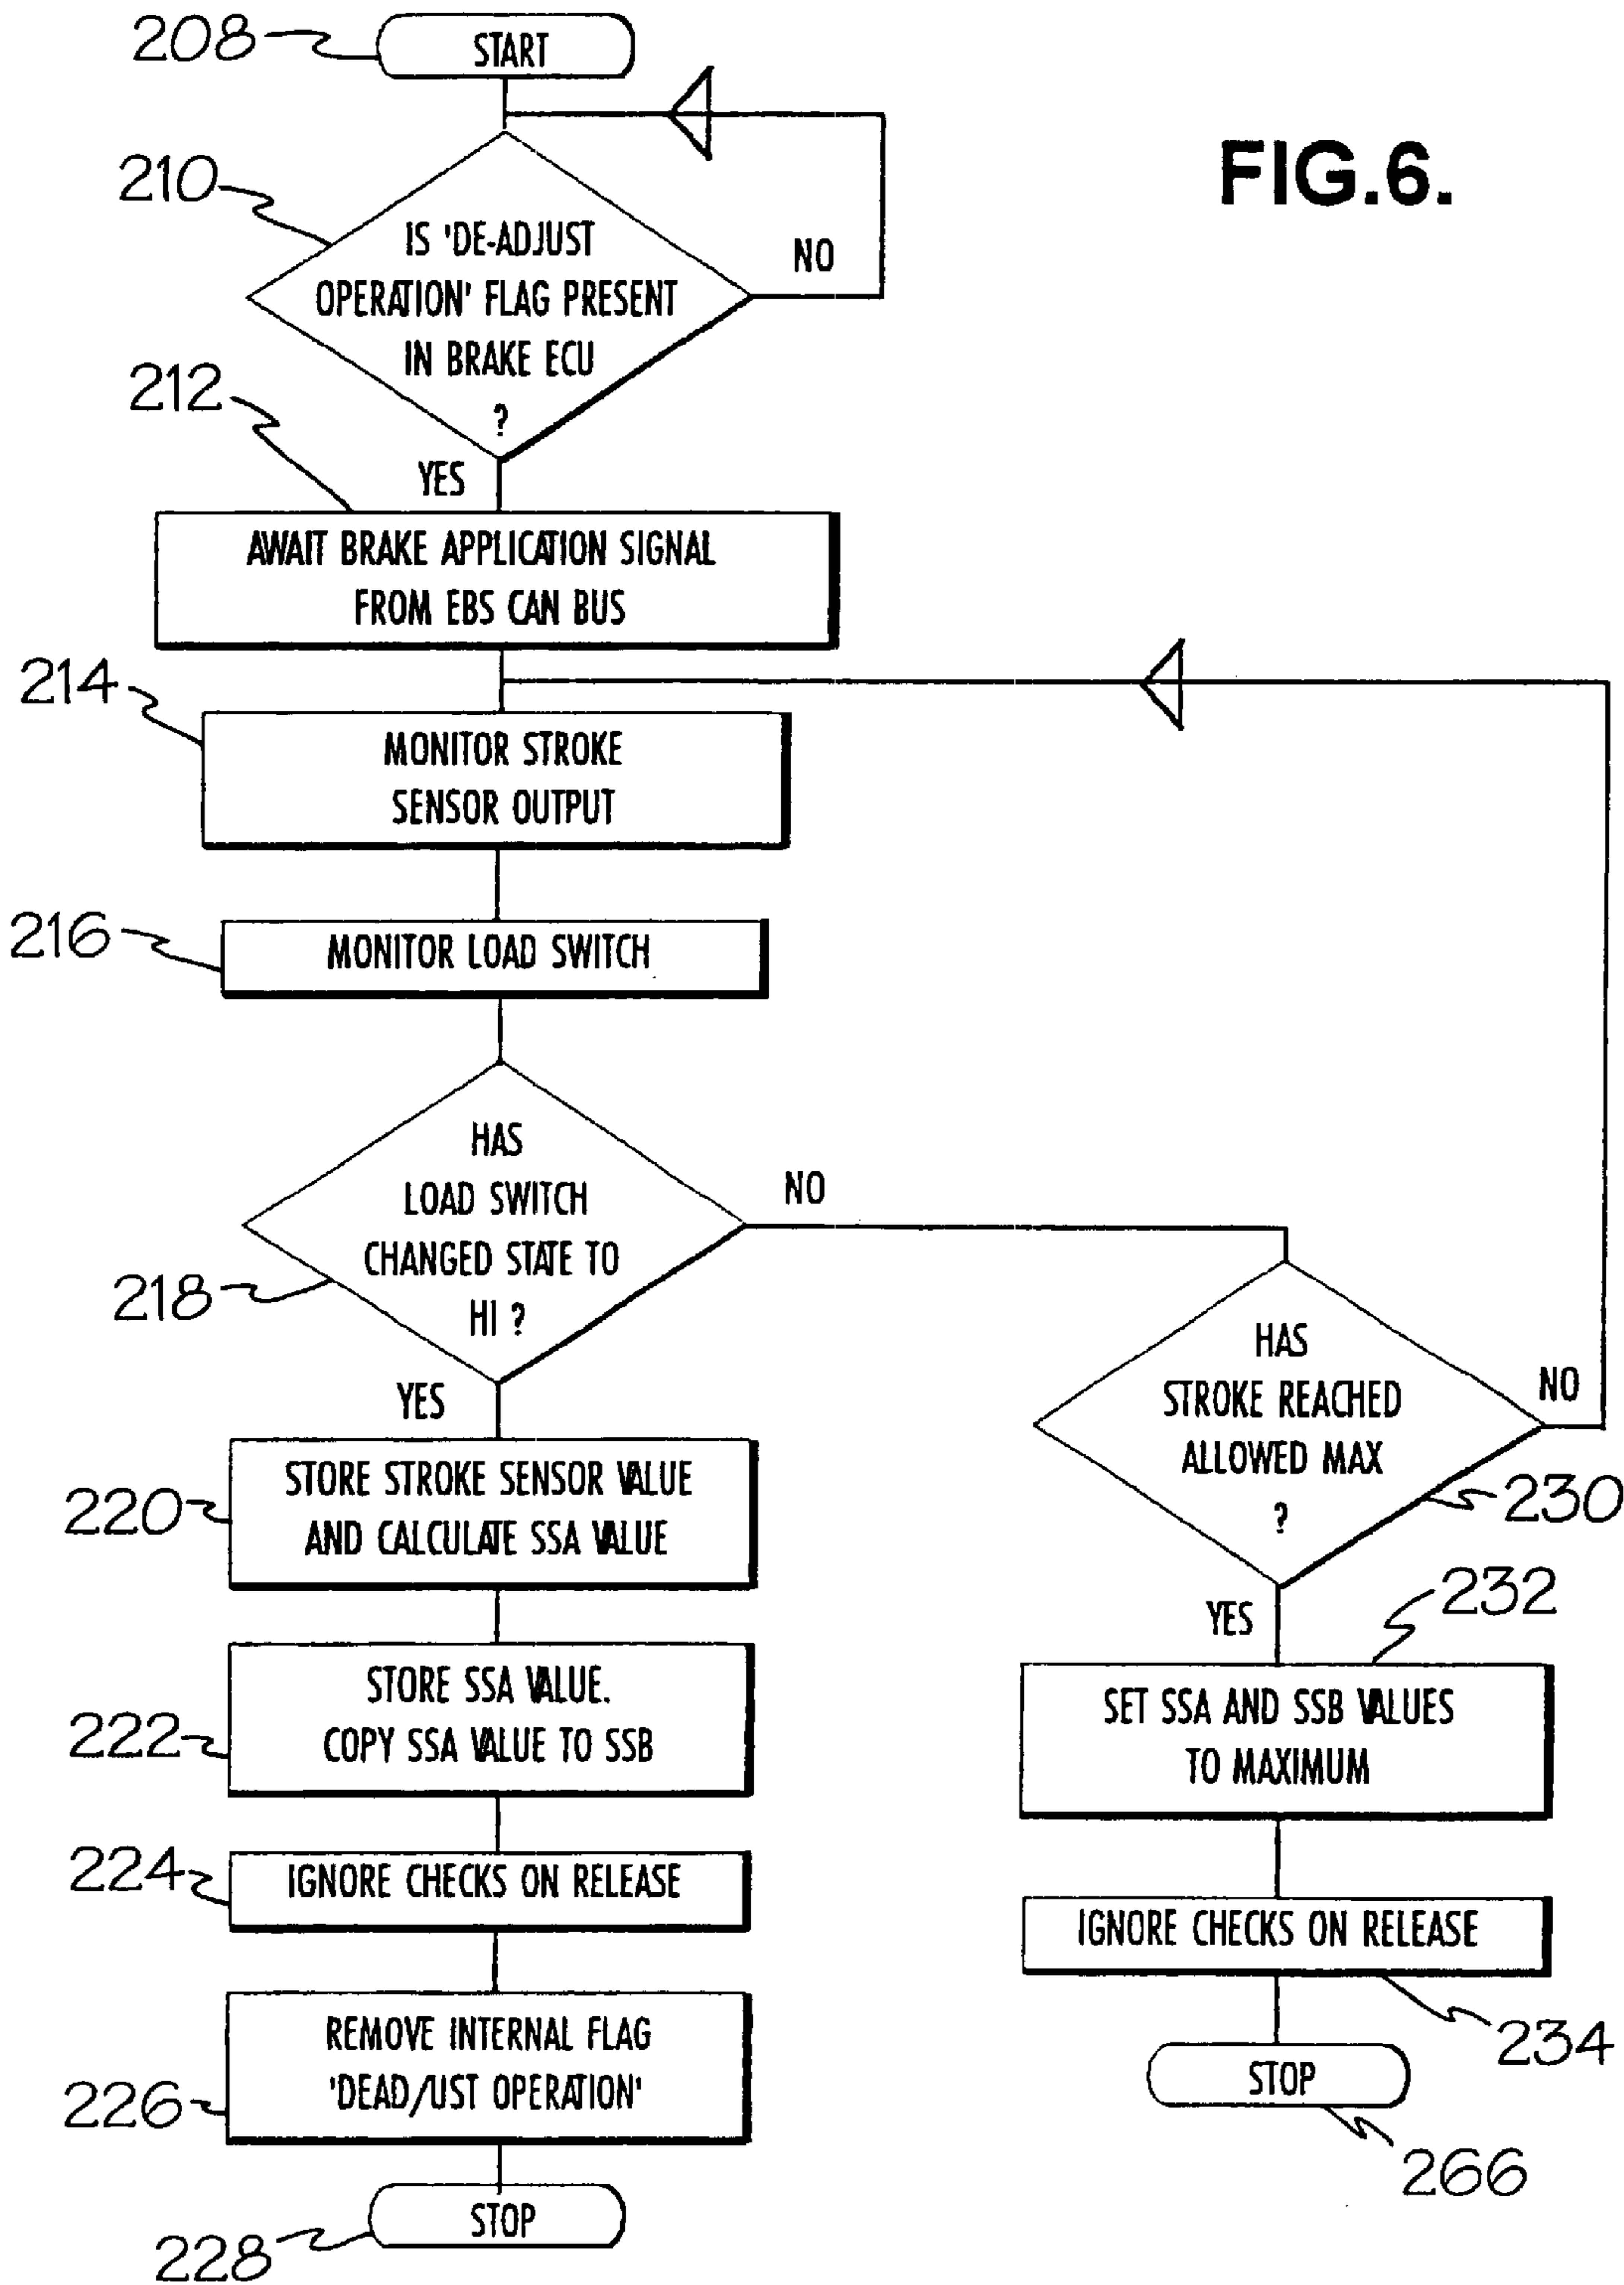 FIG.6.
208
START
210
IS 'DE-ADJUST
OPERATION' FLAG PRESENT
IN BRAKE ECU
?
NO
YES
212
AWAIT BRAKE APPLICATION SIGNAL
FROM EBS CAN BUS
214
MONITOR STROKE
SENSOR OUTPUT
216
MONITOR LOAD SWITCH
218
HAS
LOAD SWITCH
CHANGED STATE TO
HI ?
NO
YES
220
STORE STROKE SENSOR VALUE
AND CALCULATE SSA VALUE
222
STORE SSA VALUE.
COPY SSA VALUE TO SSB
224
IGNORE CHECKS ON RELEASE
226
REMOVE INTERNAL FLAG
'DEAD/UST OPERATION'
STOP
228
HAS
STROKE REACHED
ALLOWED MAX
?
NO
230
YES
232
SET SSA AND SSB VALUES
TO MAXIMUM
IGNORE CHECKS ON RELEASE
234
STOP
266